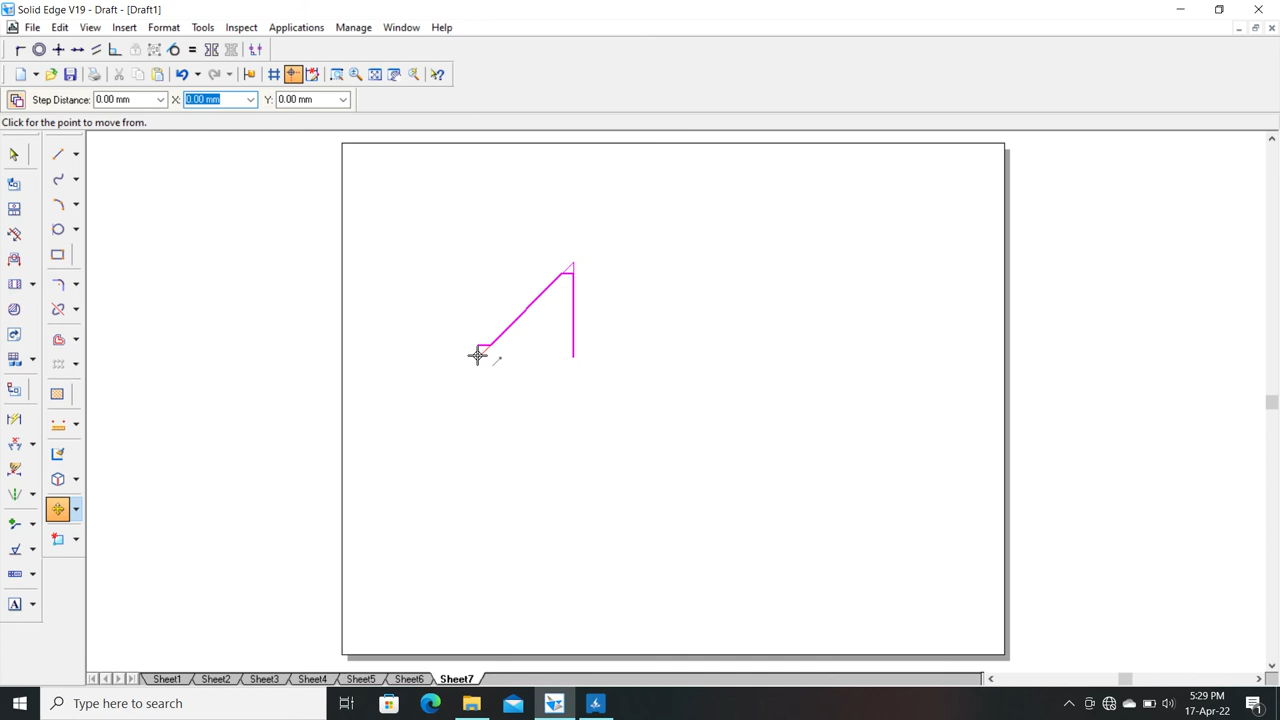 Solid Edge V19 - Draft - [Draft1]
File Edit View Insert Format Tools Inspect Applications Manage Window Help
Step Distance: 0.00 mm X: 0.00 mm Y: 0.00 mm
Click for the point to move from.
A
Sheet1 Sheet2 Sheet3 Sheet4 Sheet5 Sheet6 Sheet7
Type here to search
5:29 PM
17-Apr-22
1